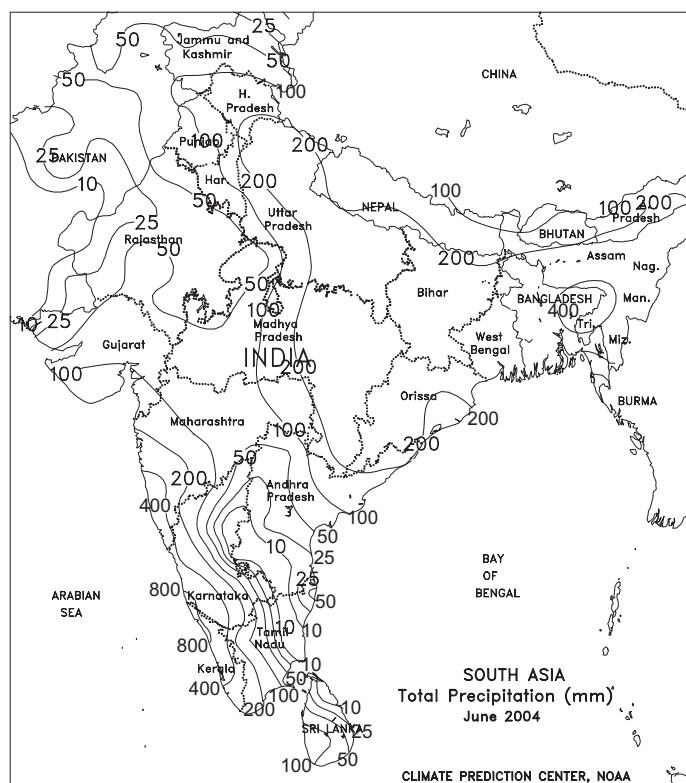 25
50
Jammu and
Kashmir
50
50
100
CHINA
H.
Pradesh
25
PAKISTAN
100
Punjab
200
10
Har.
200
100
50
NEPAL
100
200
Pradesh
25
Uttar
Pradesh
Rajasthan
BHUTAN
50
200
Assam
Nag.
50
Bihar
BANGLADESH
Man.
10
25
100
400
Madhya
Pradesh
Tri.
Gujarat
West
Bengal
Miz.
INDIA
200
100
Orissa
BURMA
Maharashtra
200
100
200
50
200
Andhra
Pradesh
400
3
100
50
10
25
BAY
OF
BENGAL
25
800
ARABIAN
SEA
Karnataka
50
10
10
Tamil
Nadu
800
Kerala
10
50
SOUTH ASIA
400
100
Total Precipitation (mm)
200
10
June 2004
SRI LANKA
25
100
50
CLIMATE PREDICTION CENTER, NOAA